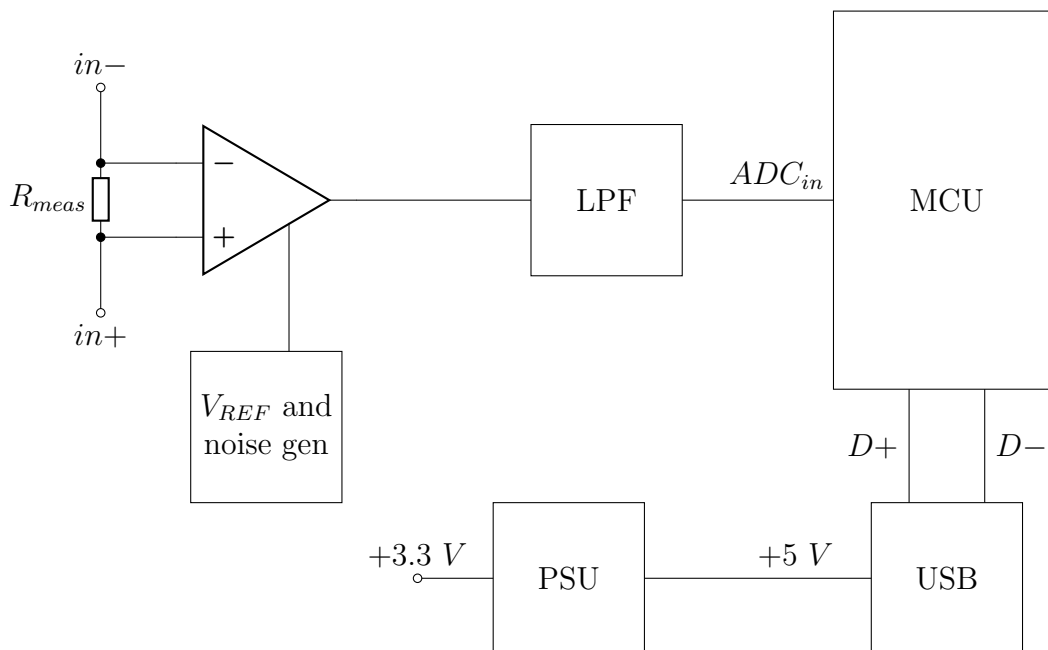 in−
R_meas
−
+
in+
V_REF and
noise gen
LPF
ADC_in
MCU
D+
D−
+3.3 V
PSU
+5 V
USB